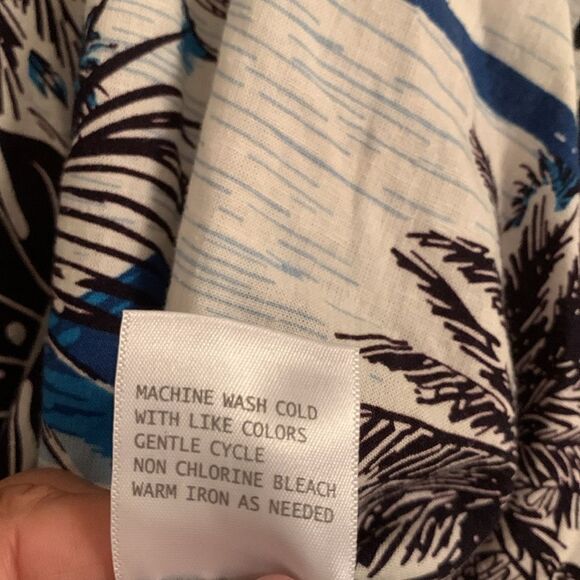 MACHINE WASH COLD
WITH LIKE COLORS
GENTLE CYCLE
NON CHLORINE BLEACH
WARM IRON AS NEEDED